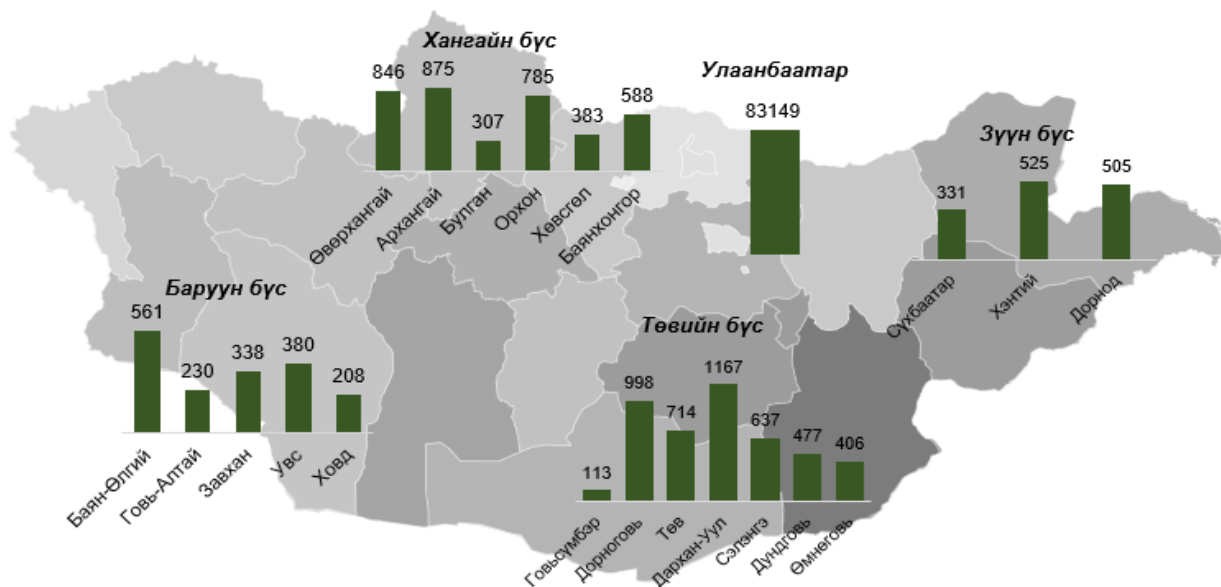 Хангайн бүс
846
875
307
785
383
588
Өвөрхангай
Архангай
Булган
Орхон
Хөвсгөл
Баянхонгор
Улаанбаатар
83149
Зүүн бүс
331
525
505
Сүхбаатар
Хэнтий
Дорнод
Баруун бүс
561
230
338
380
208
Баян-Өлгий
Говь-Алтай
Завхан
Увс
Ховд
Төвийн бүс
113
998
714
1167
637
477
406
Говьсүмбэр
Дорноговь
Төв
Дархан-Уул
Сэлэнгэ
Дундговь
Өмнөговь